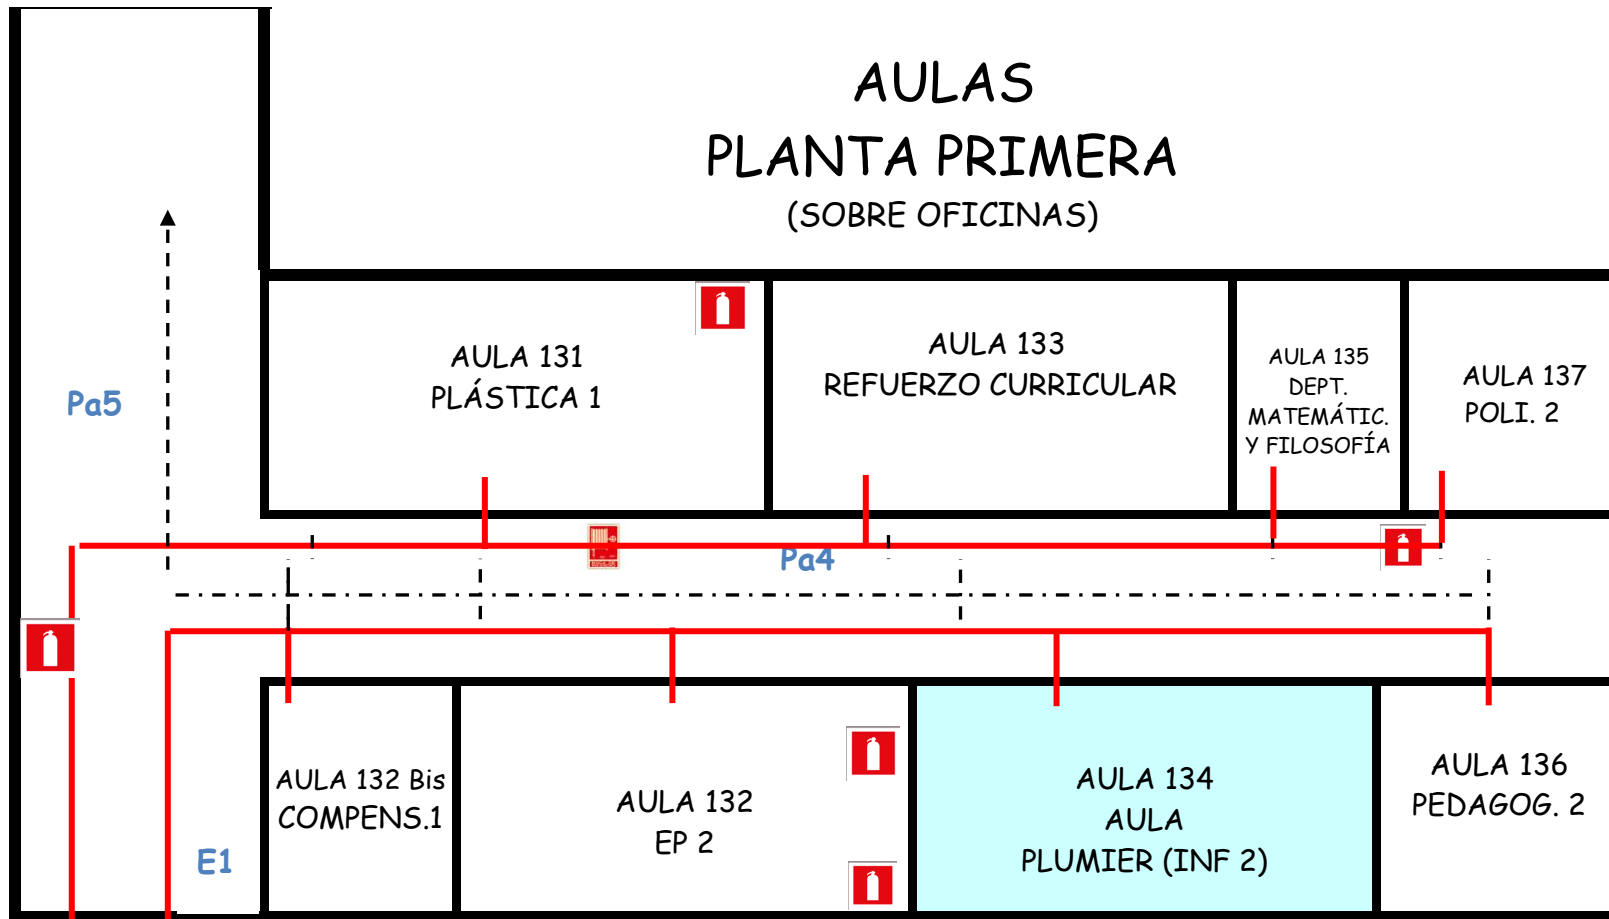 AULAS
PLANTA PRIMERA
(SOBRE OFICINAS)
Pa5
AULA 131
PLÁSTICA 1
AULA 133
REFUERZO CURRICULAR
AULA 135
DEPT.
MATEMÁTIC.
Y FILOSOFÍA
AULA 137
POLI. 2
Pa4
AULA 132 Bis
COMPENS.1
AULA 132
EP 2
AULA 134
AULA
PLUMIER (INF 2)
AULA 136
PEDAGOG. 2
E1